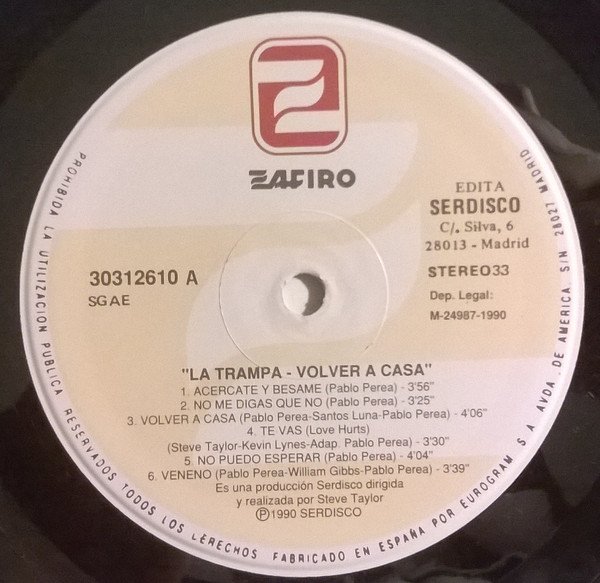 ZAFIRO
EDITA
SERDISCO
C/. Silva, 6
28013 - Madrid
30312610 A
SGAE
STEREO33
Dep. Legal:
M-24987-1990
"LA TRAMPA - VOLVER A CASA"
1. ACERCATE Y BESAME (Pablo Perea) - 3'56"
2. NO ME DIGAS QUE NO (Pablo Perea) - 3'25"
3. VOLVER A CASA (Pablo Perea-Santos Luna-Pablo Perea) - 4'06"
4. TE VAS (Love Hurts)
(Steve Taylor-Kevin Lynes-Adap. Pablo Perea) - 3'30"
5. NO PUEDO ESPERAR (Pablo Perea) - 4'04"
6. VENENO (Pablo Perea-William Gibbs-Pablo Perea) - 3'39"
Es una producción Serdisco dirigida
y realizada por Steve Taylor
Ⓟ1990 SERDISCO
PROHIBIDA LA UTILIZACION PUBLICA RESERVADOS TODOS LOS LERECHOS FABRICADO EN ESPAÑA POR EUROGRAM S.A. AVDA. DE AMERICA, S/N 28027 MADRID